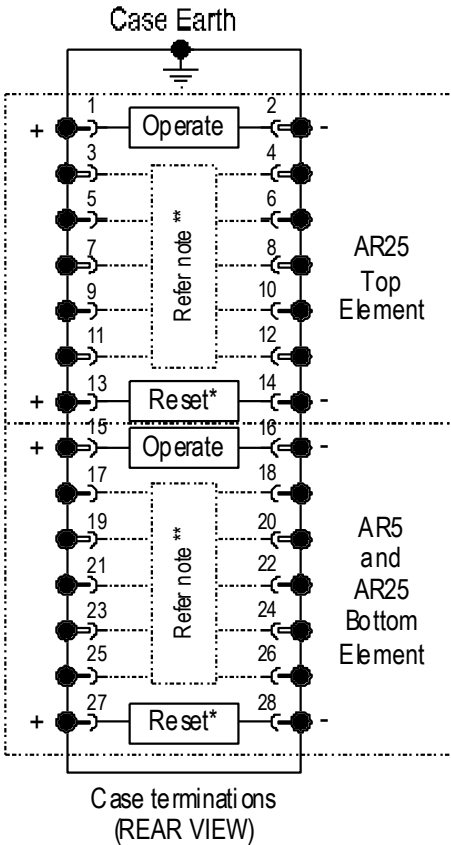 Case Earth
1 2
+ Operate -
3 4
5 6
7 8
9 10
11 12
Refer note **
AR25
Top
Element
13 14
+ Reset* -
15 16
+ Operate -
17 18
19 20
21 22
23 24
25 26
Refer note **
AR5
and
AR25
Bottom
Element
27 28
+ Reset* -
Case terminations
(REAR VIEW)